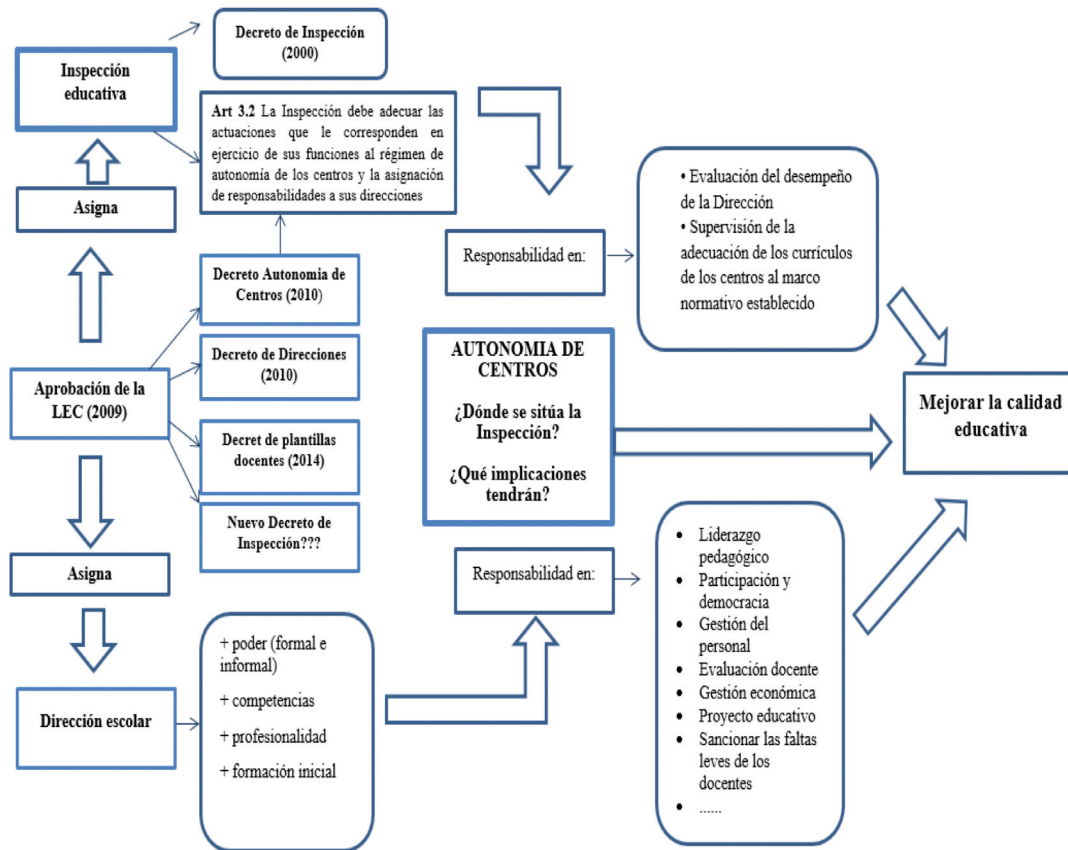 Decreto de Inspección
(2000)
Inspección
educativa
Art 3.2 La Inspección debe adecuar las
actuaciones que le corresponden en
ejercicio de sus funciones al régimen de
autonomía de los centros y la asignación
de responsabilidades a sus direcciones
Asigna
Responsabilidad en:
• Evaluación del desempeño
de la Dirección
• Supervisión de la
adecuación de los currículos
de los centros al marco
normativo establecido
Decreto Autonomia de
Centros (2010)
Decreto de Direcciones
(2010)
Aprobación de la
LEC (2009)
Decret de plantillas
docentes (2014)
Nuevo Decreto de
Inspección???
AUTONOMIA DE
CENTROS
¿Dónde se sitúa la
Inspección?
¿Qué implicaciones
tendrán?
Mejorar la calidad
educativa
Asigna
Responsabilidad en:
• Liderazgo
pedagógico
• Participación y
democracia
• Gestión del
personal
• Evaluación docente
• Gestión económica
• Proyecto educativo
• Sancionar las faltas
leves de los
docentes
• ......
Dirección escolar
+ poder (formal e
informal)
+ competencias
+ profesionalidad
+ formación inicial